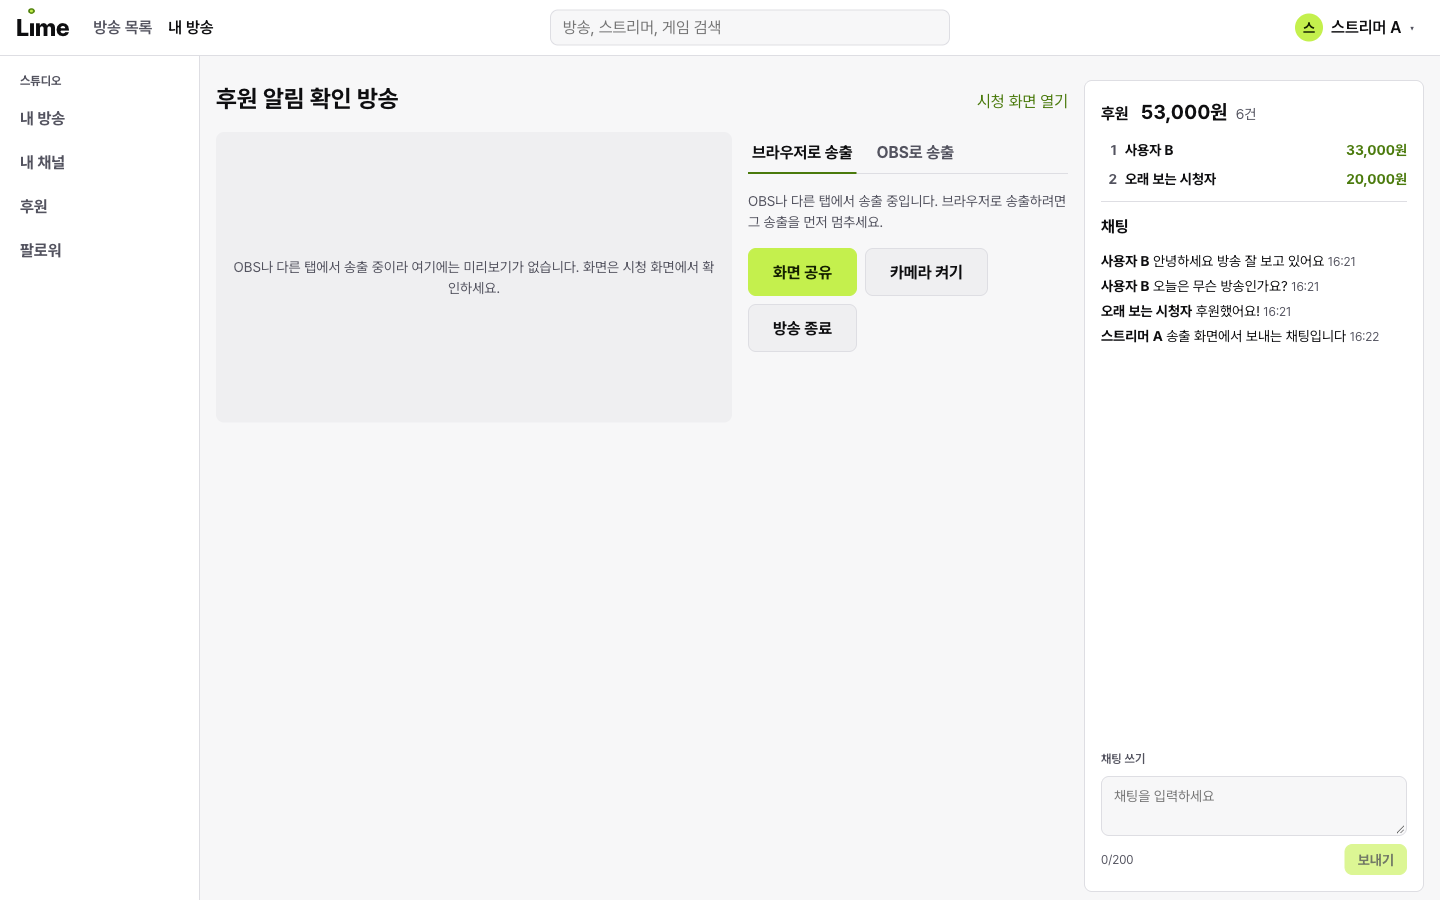 Lime
방송 목록
내 방송
방송, 스트리머, 게임 검색
스
스트리머 A
스튜디오
내 방송
내 채널
후원
팔로워
후원 알림 확인 방송
시청 화면 열기
OBS나 다른 탭에서 송출 중이라 여기에는 미리보기가 없습니다. 화면은 시청 화면에서 확
인하세요.
브라우저로 송출
OBS로 송출
OBS나 다른 탭에서 송출 중입니다. 브라우저로 송출하려면
그 송출을 먼저 멈추세요.
화면 공유
카메라 켜기
방송 종료
후원 53,000원 6건
1 사용자 B 33,000원
2 오래 보는 시청자 20,000원
채팅
사용자 B 안녕하세요 방송 잘 보고 있어요 16:21
사용자 B 오늘은 무슨 방송인가요? 16:21
오래 보는 시청자 후원했어요! 16:21
스트리머 A 송출 화면에서 보내는 채팅입니다 16:22
채팅 쓰기
채팅을 입력하세요
0/200
보내기